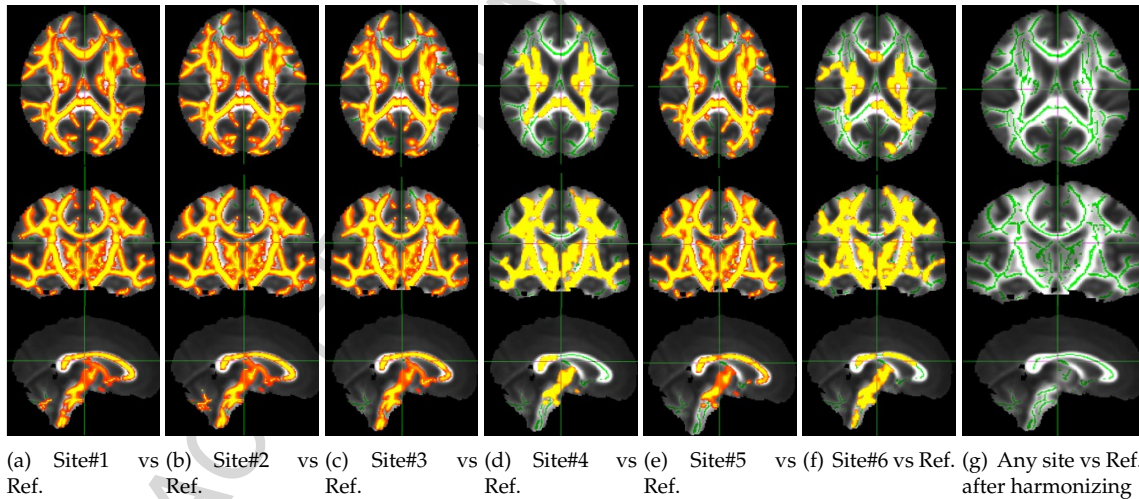 (a) Site#1 vs Ref.
(b) Site#2 vs Ref.
(c) Site#3 vs Ref.
(d) Site#4 vs Ref.
(e) Site#5 vs Ref.
(f) Site#6 vs Ref.
(g) Any site vs Ref. after harmonizing